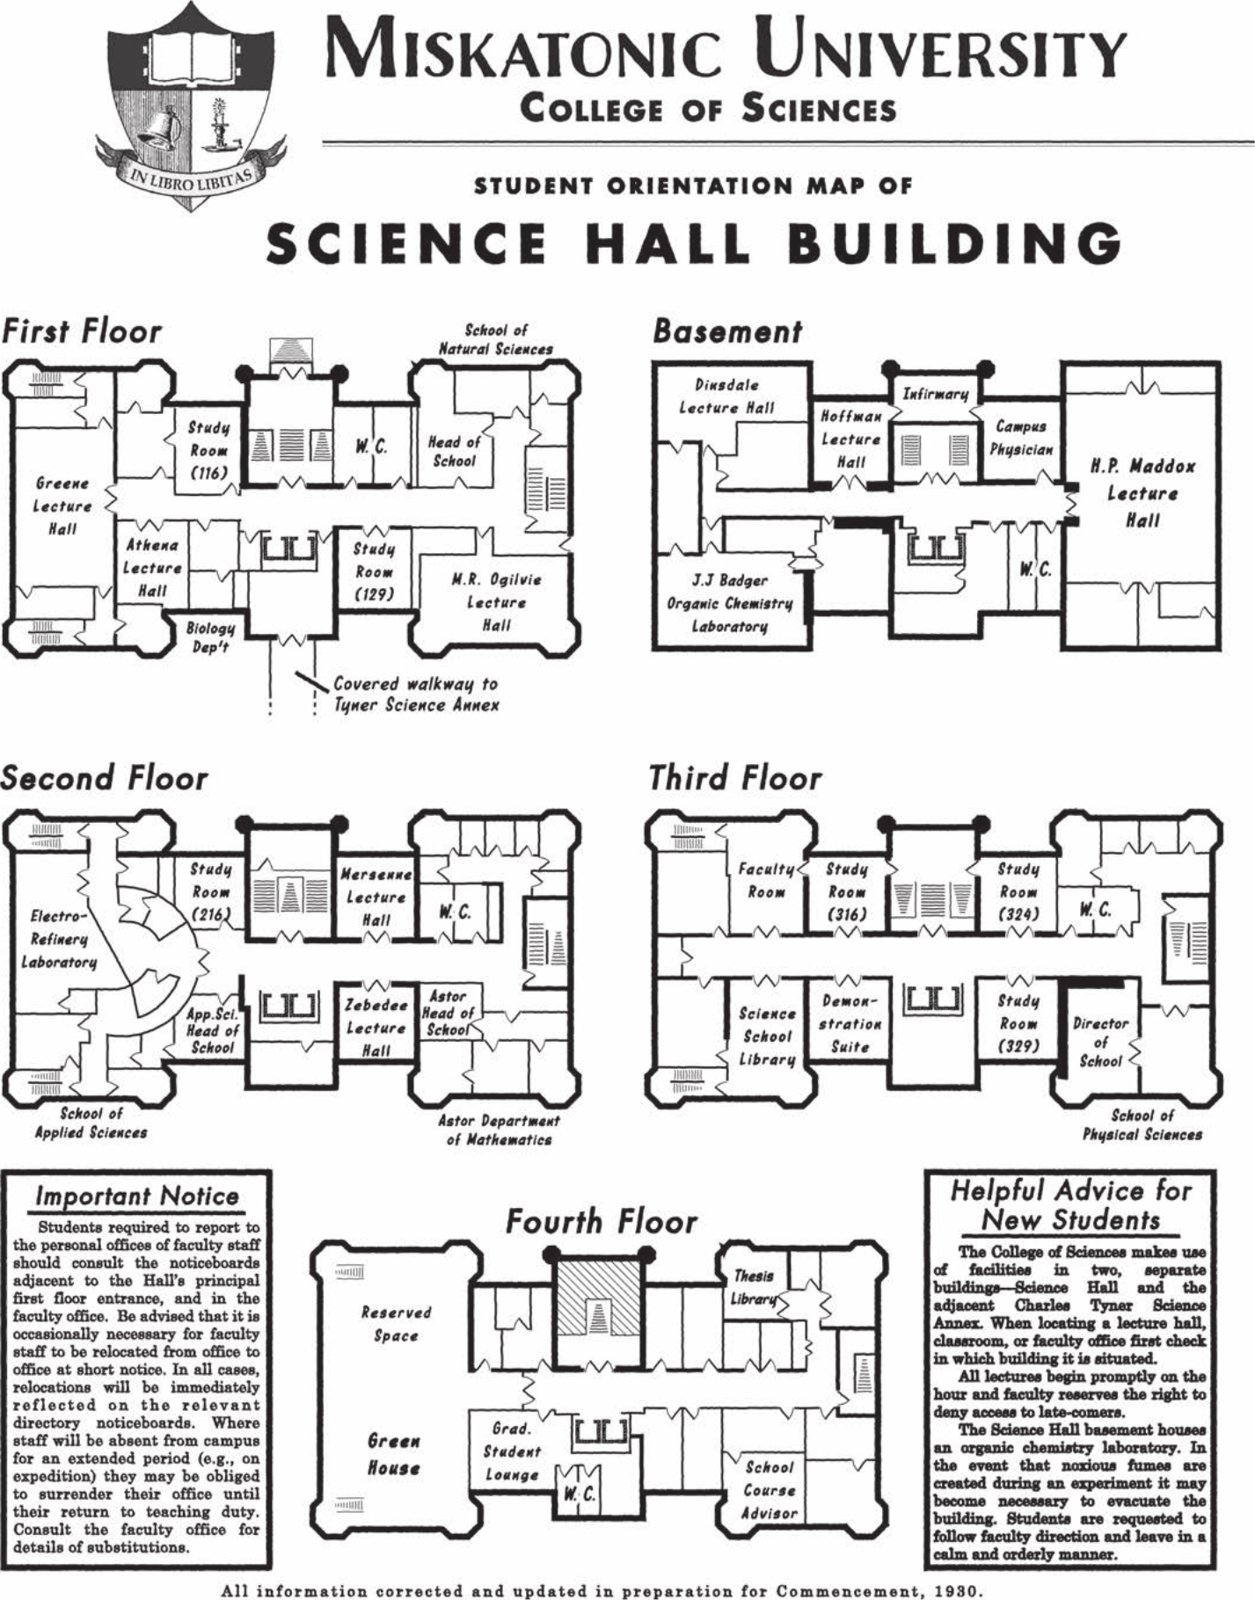 MISKATONIC UNIVERSITY
COLLEGE OF SCIENCES
IN LIBRO LIBITAS
STUDENT ORIENTATION MAP OF
SCIENCE HALL BUILDING
First Floor
School of
Natural Sciences
Study
Room
(116)
W. C.
Head of
School
Greene
Lecture
Hall
Athena
Lecture
Hall
Study
Room
(129)
M.R. Ogilvie
Lecture
Hall
Biology
Dep't
Covered walkway to
Tyner Science Annex
Basement
Dinsdale
Lecture Hall
Infirmary
Hoffman
Lecture
Hall
Campus
Physician
H.P. Maddox
Lecture
Hall
J.J Badger
Organic Chemistry
Laboratory
W. C.
Second Floor
Study
Room
(216)
Mersenne
Lecture
Hall
W. C.
Electro-
Refinery
Laboratory
App.Sci.
Head of
School
Zebedee
Lecture
Hall
Astor
Head of
School
School of
Applied Sciences
Astor Department
of Mathematics
Third Floor
Faculty
Room
Study
Room
(316)
Study
Room
(324)
W. C.
Science
School
Library
Demon-
stration
Suite
Study
Room
(329)
Director
of
School
School of
Physical Sciences
Important Notice
Students required to report to
the personal offices of faculty staff
should consult the noticeboards
adjacent to the Hall's principal
first floor entrance, and in the
faculty office. Be advised that it is
occasionally necessary for faculty
staff to be relocated from office to
office at short notice. In all cases,
relocations will be immediately
reflected on the relevant
directory noticeboards. Where
staff will be absent from campus
for an extended period (e.g., on
expedition) they may be obliged
to surrender their office until
their return to teaching duty.
Consult the faculty office for
details of substitutions.
Fourth Floor
Reserved
Space
Thesis
Library
Green
House
Grad.
Student
Lounge
W. C.
School
Course
Advisor
Helpful Advice for
New Students
The College of Sciences makes use
of facilities in two, separate
buildings—Science Hall and the
adjacent Charles Tyner Science
Annex. When locating a lecture hall,
classroom, or faculty office first check
in which building it is situated.
All lectures begin promptly on the
hour and faculty reserves the right to
deny access to late-comers.
The Science Hall basement houses
an organic chemistry laboratory. In
the event that noxious fumes are
created during an experiment it may
become necessary to evacuate the
building. Students are requested to
follow faculty direction and leave in a
calm and orderly manner.
All information corrected and updated in preparation for Commencement, 1930.